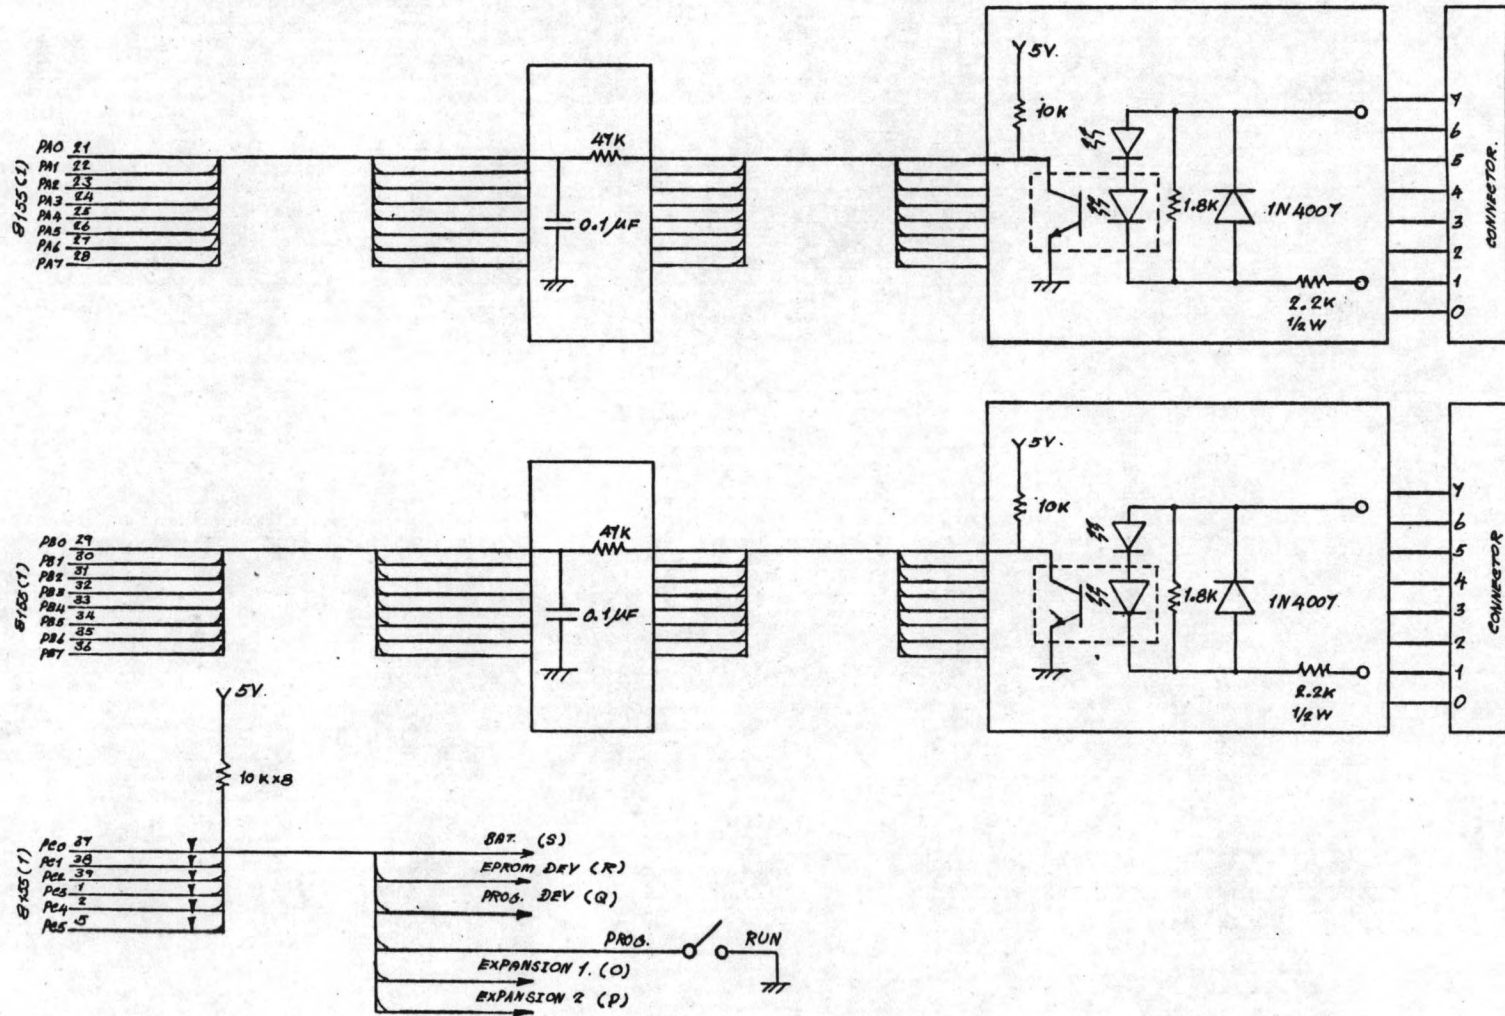 8155(1)
PA0 21
PA1 22
PA2 23
PA3 24
PA4 25
PA5 26
PA6 27
PA7 28
47K
0.1µF
5V.
10K
1.8K
1N4007
2.2K
1/2W
7
6
5
4
3
2
1
0
CONNECTOR.
8155(1)
PB0 29
PB1 30
PB2 31
PB3 32
PB4 33
PB5 34
PB6 35
PB7 36
47K
0.1µF
5V.
10K
1.8K
1N4007
2.2K
1/2W
7
6
5
4
3
2
1
0
CONNECTOR
5V.
10K×8
8155(1)
PC0 37
PC1 38
PC2 39
PC3 1
PC4 2
PC5 5
BAT. (S)
EPROM DEV (R)
PROG. DEV (Q)
PROG. RUN
EXPANSION 1. (O)
EXPANSION 2 (P)